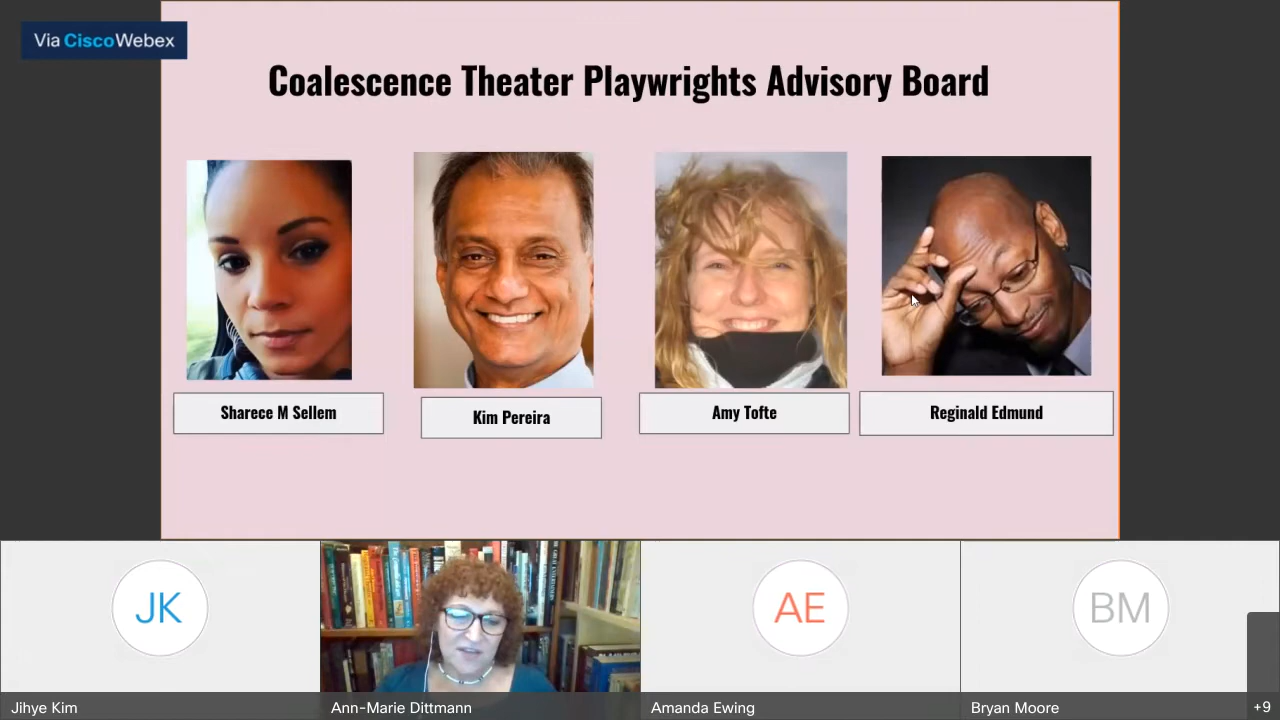 Via CiscoWebex
Coalescence Theater Playwrights Advisory Board
Sharece M Sellem
Kim Pereira
Amy Tofte
Reginald Edmund
JK
AE
BM
Jihye Kim
Ann-Marie Dittmann
Amanda Ewing
Bryan Moore
+9